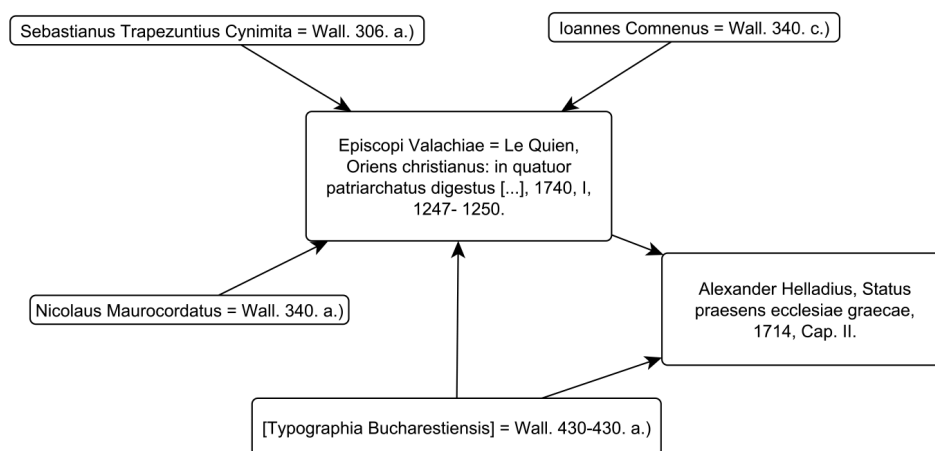 Sebastianus Trapezuntius Cynimita = Wall. 306. a.)
Ioannes Comnenus = Wall. 340. c.)
Episcopi Valachiae = Le Quien,
Oriens christianus: in quatuor
patriarchatus digestus [...], 1740, I,
1247- 1250.
Alexander Helladius, Status
praesens ecclesiae graecae,
1714, Cap. II.
Nicolaus Maurocordatus = Wall. 340. a.)
[Typographia Bucharestiensis] = Wall. 430-430. a.)